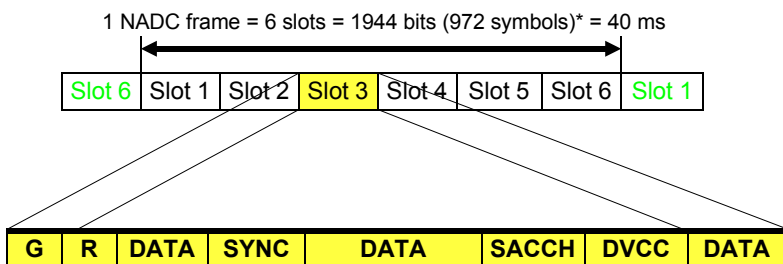 1 NADC frame = 6 slots = 1944 bits (972 symbols)* = 40 ms
Slot 6 Slot 1 Slot 2 Slot 3 Slot 4 Slot 5 Slot 6 Slot 1
G R DATA SYNC DATA SACCH DVCC DATA